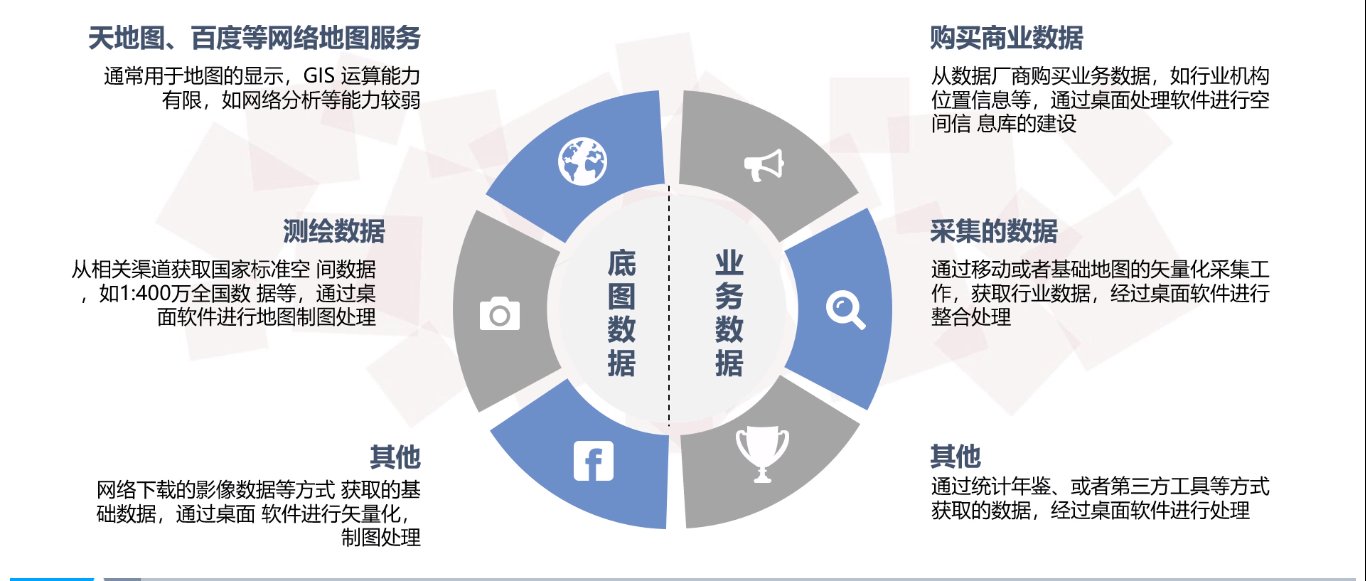 天地图、百度等网络地图服务
通常用于地图的显示，GIS 运算能力
有限，如网络分析等能力较弱
测绘数据
从相关渠道获取国家标准空 间数据
，如1:400万全国数 据等，通过桌
面软件进行地图制图处理
其他
网络下载的影像数据等方式 获取的基
础数据，通过桌面 软件进行矢量化，
制图处理
底图数据
业务数据
购买商业数据
从数据厂商购买业务数据，如行业机构
位置信息等，通过桌面处理软件进行空
间信 息库的建设
采集的数据
通过移动或者基础地图的矢量化采集工
作，获取行业数据，经过桌面软件进行
整合处理
其他
通过统计年鉴、或者第三方工具等方式
获取的数据，经过桌面软件进行处理